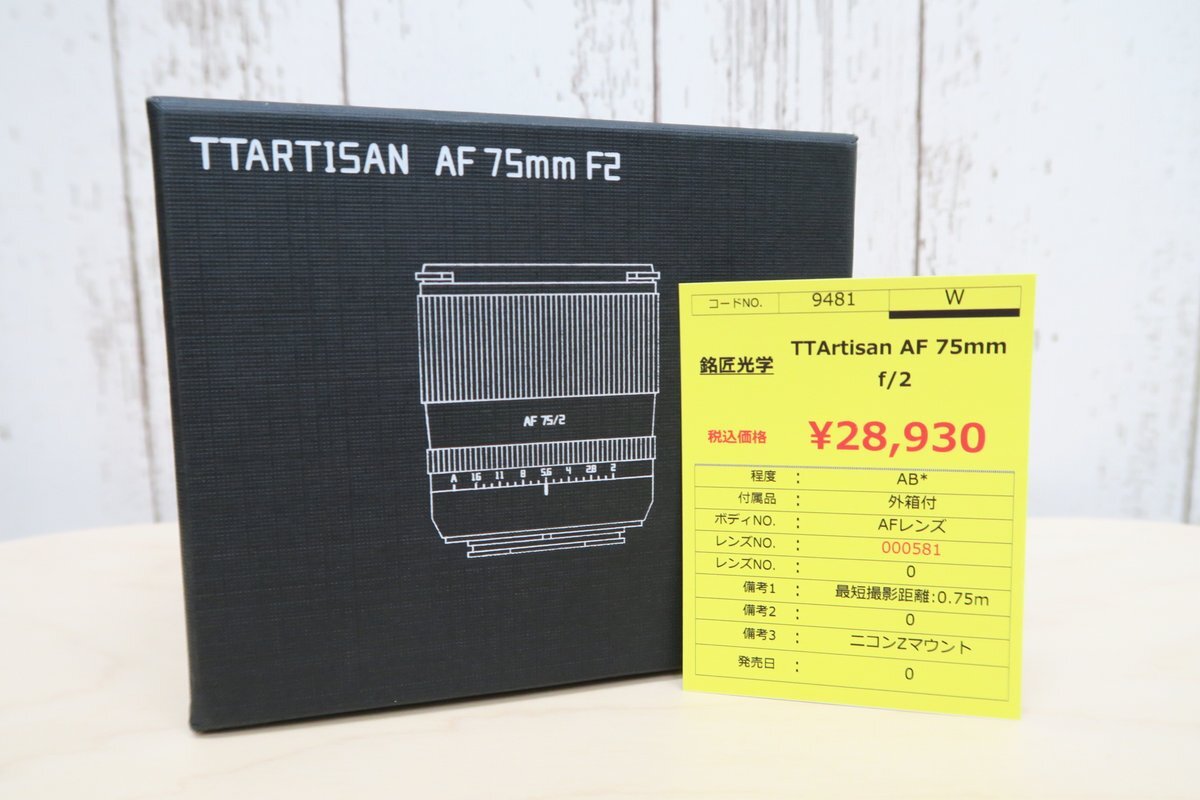 TTARTISAN AF 75mm F2
AF 75/2
A 16 11 8 5.6 4 2.8 2
コードNO. 9481 W
銘匠光学 TTArtisan AF 75mm
f/2
税込価格 ¥28,930
程度 : AB*
付属品 : 外箱付
ボディNO. : AFレンズ
レンズNO. : 000581
レンズNO. : 0
備考1 : 最短撮影距離:0.75m
備考2 : 0
備考3 : ニコンZマウント
発売日 : 0